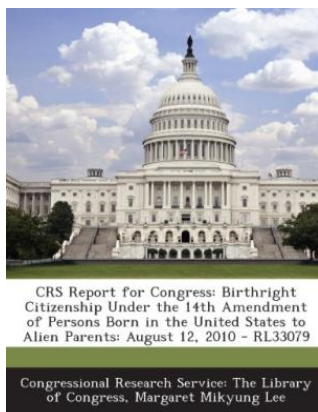 CRS Report for Congress: Birthright
Citizenship Under the 14th Amendment
of Persons Born in the United States to
Alien Parents: August 12, 2010 - RL33079
Congressional Research Service: The Library
of Congress, Margaret Mikyung Lee